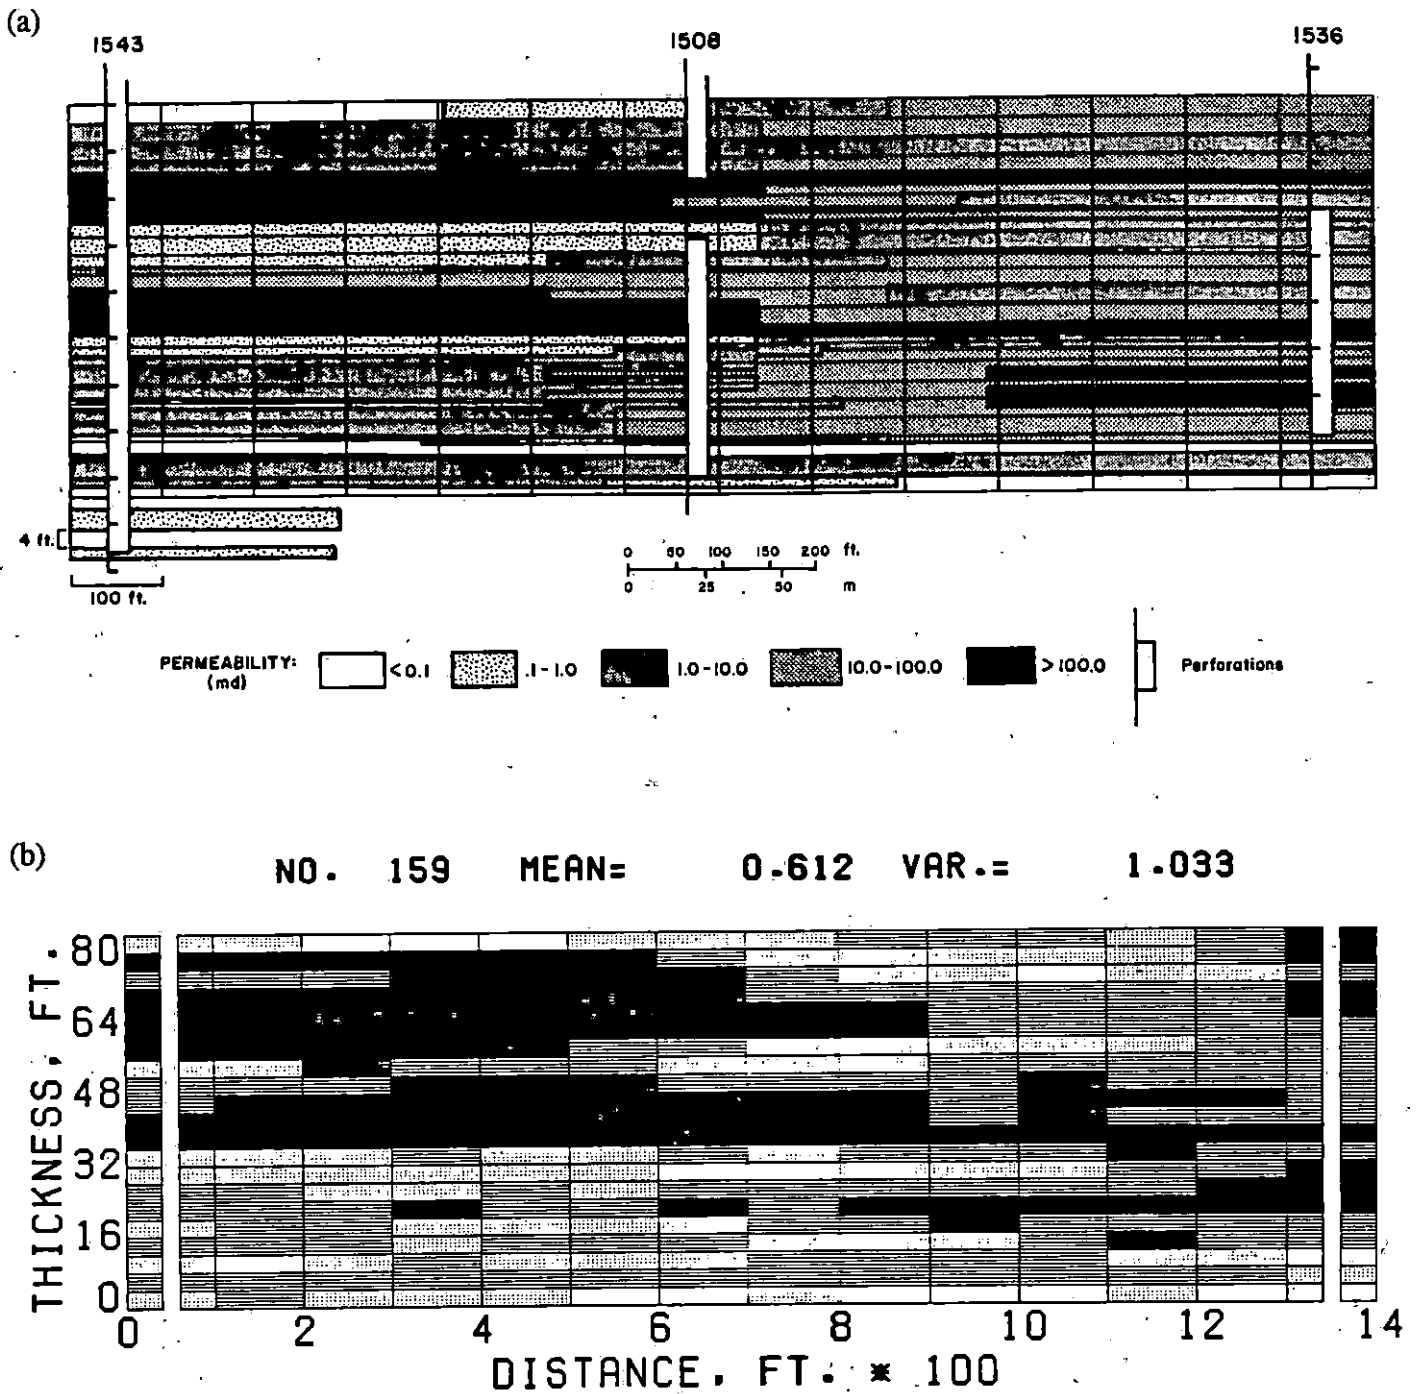 (a)
1543
1508
1536
4 ft.
100 ft.
0 50 100 150 200 ft.
0 25 50 m
PERMEABILITY: (md)
<0.1
.1-1.0
1.0-10.0
10.0-100.0
>100.0
Perforations
(b)
NO. 159 MEAN= 0.612 VAR.= 1.033
THICKNESS, FT.
80
64
48
32
16
0
0 2 4 6 8 10 12 14
DISTANCE, FT. * 100